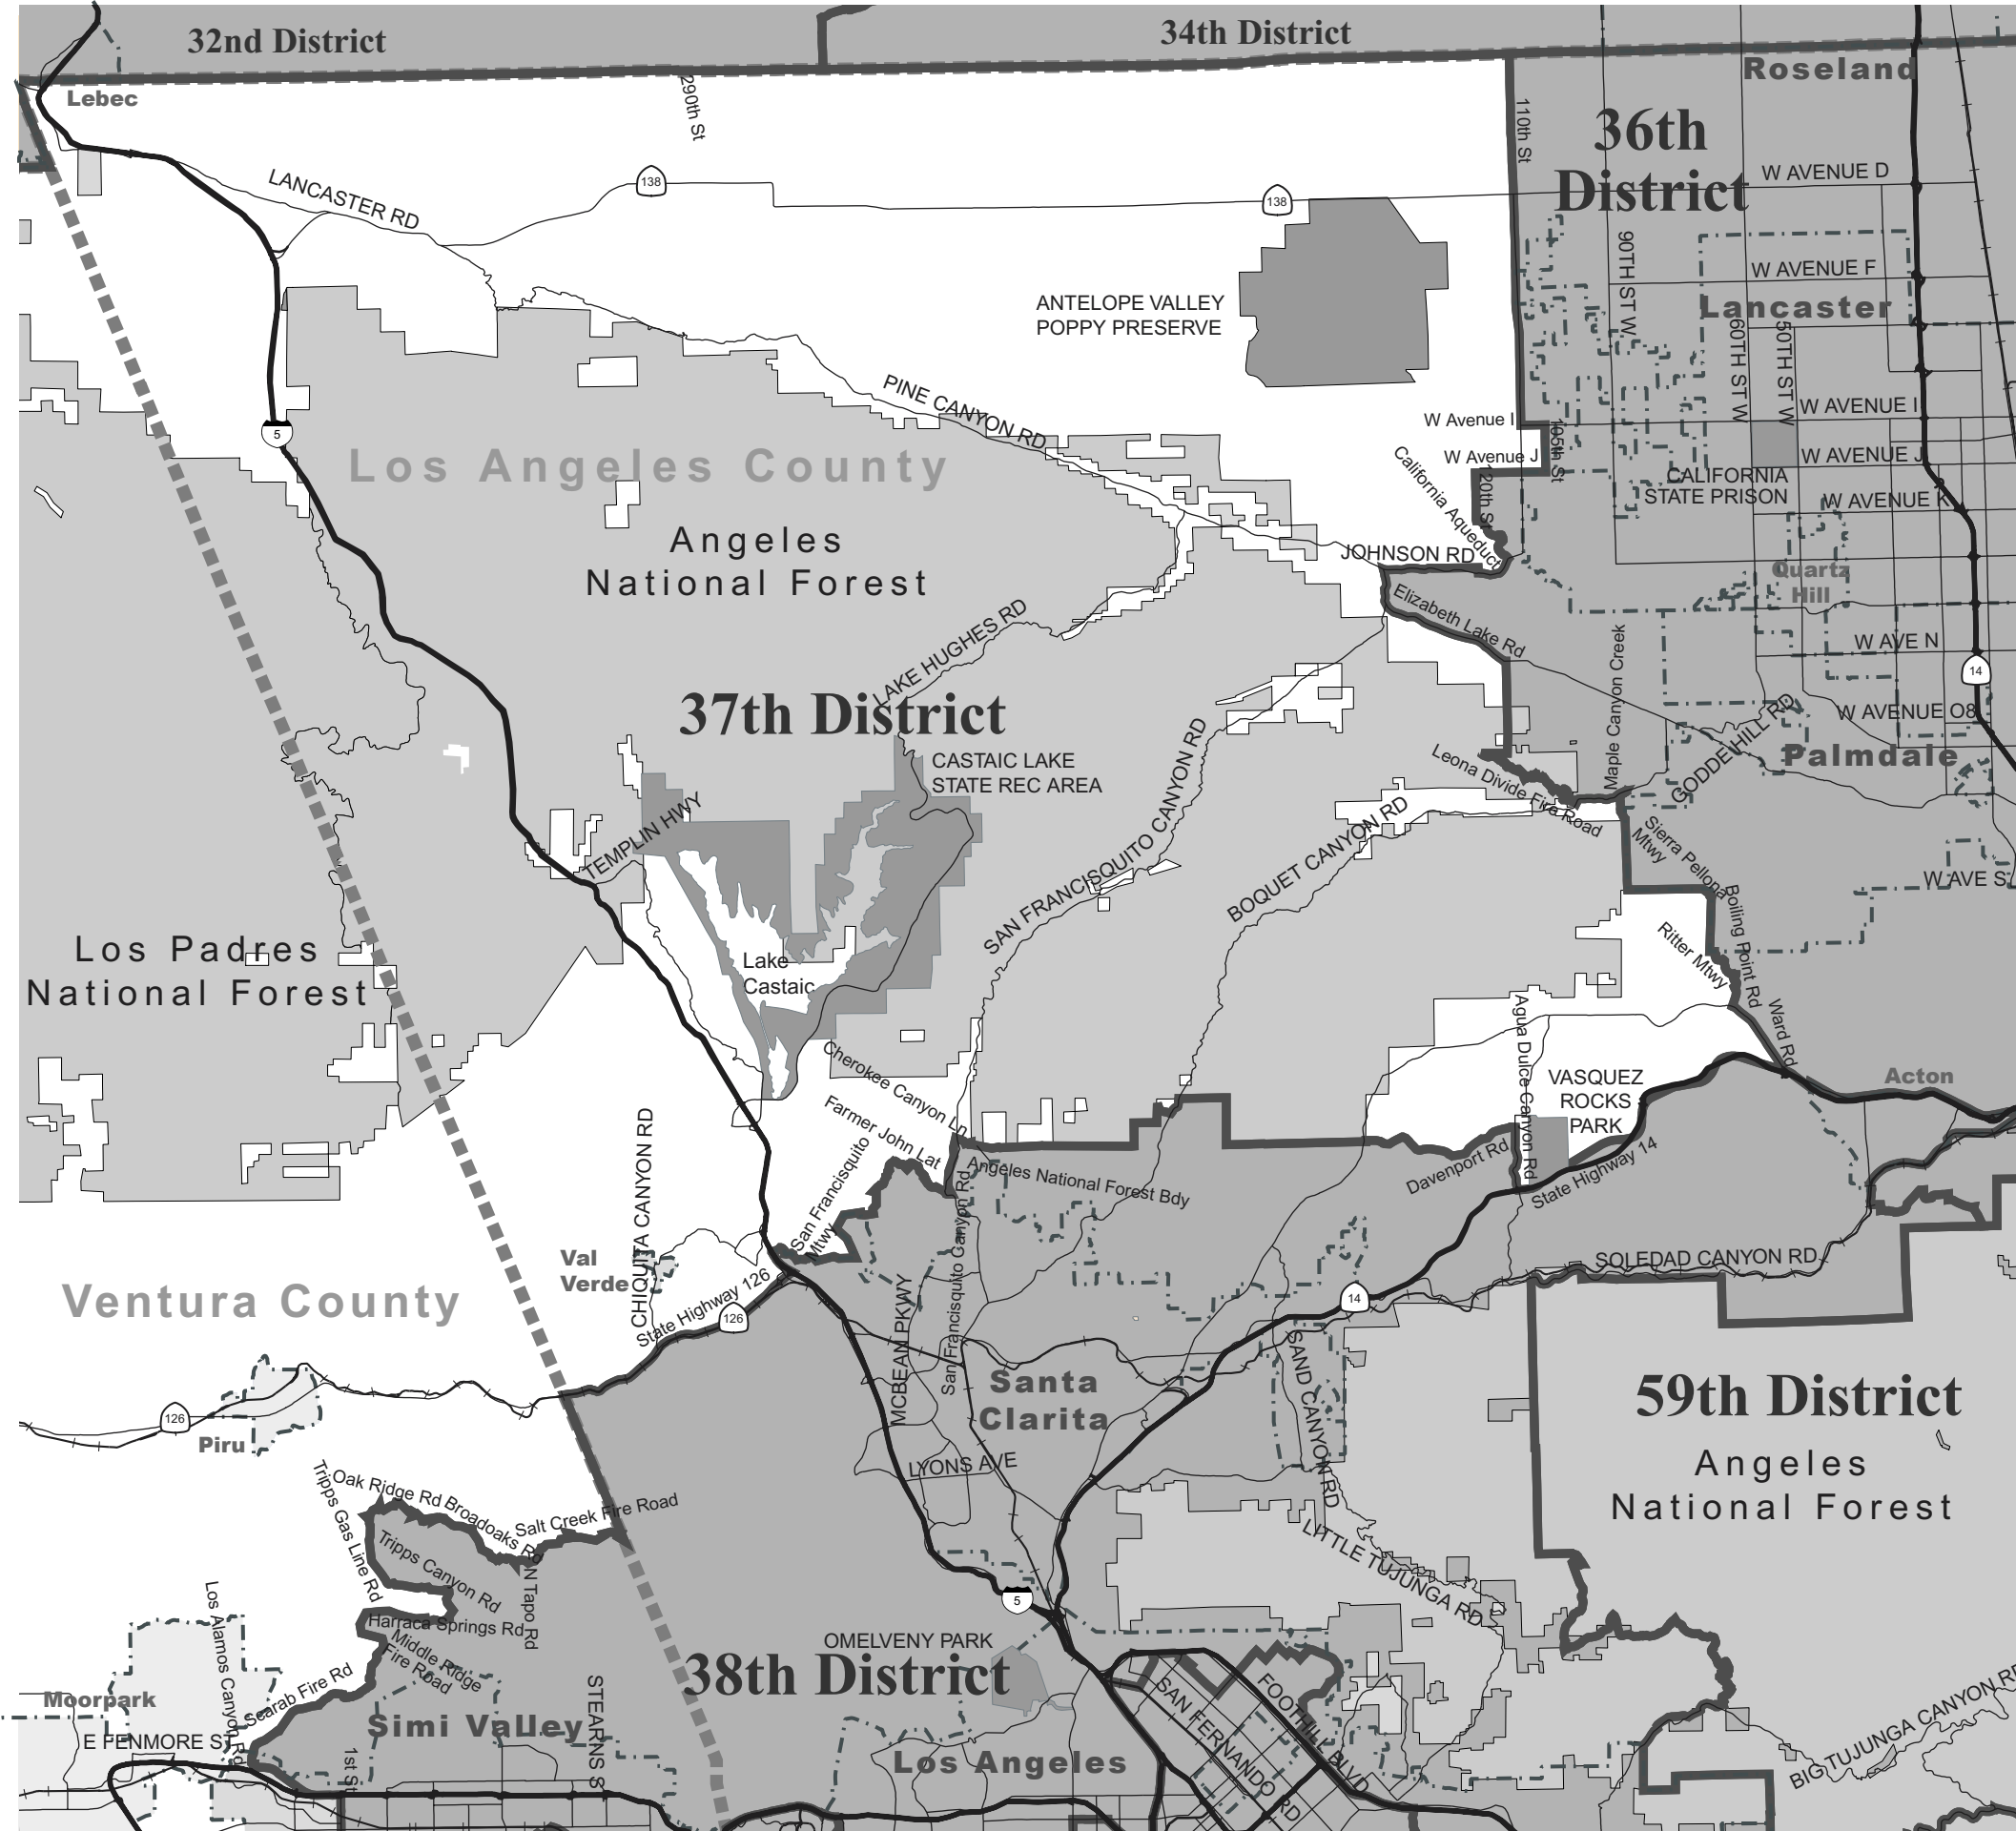 32nd District
34th District
Roseland
Lebec
290th St
110th St
36th
District
LANCASTER RD
138
138
W AVENUE D
90TH ST W
W AVENUE F
ANTELOPE VALLEY
POPPY PRESERVE
Lancaster
60TH ST W
50TH ST W
PINE CANYON RD
W AVENUE I
W Avenue I
5
105th St
W Avenue J
W AVENUE J
California Aqueduct
120th St
CALIFORNIA
STATE PRISON
W AVENUE K
Los Angeles County
Angeles
National Forest
JOHNSON RD
Quartz
Hill
Elizabeth Lake Rd
LAKE HUGHES RD
Maple Canyon Creek
W AVE N
14
37th District
W AVENUE O8
GODDE HILL RD
Palmdale
CASTAIC LAKE
STATE REC AREA
SAN FRANCISQUITO CANYON RD
Leona Divide Fire Road
TEMPLIN HWY
BOQUET CANYON RD
Sierra Pellona
Mtwy
W AVE S
Boiling Point Rd
Ritter Mtwy
Los Padres
National Forest
Lake
Castaic
Agua Dulce Canyon Rd
Ward Rd
Cherokee Canyon Ln
VASQUEZ
ROCKS
PARK
Acton
Farmer John Lat
CHIQUITA CANYON RD
San Francisquito
Mtwy
Angeles National Forest Bdy
San Francisquito Canyon Rd
Davenport Rd
State Highway 14
Val
Verde
SOLEDAD CANYON RD
Ventura County
State Highway 126
126
14
MCBEAN PKWY
SAND CANYON RD
Santa
Clarita
59th District
Angeles
National Forest
126
Piru
LYONS AVE
Oak Ridge Rd
Broadoaks Rd
Salt Creek Fire Road
Tripps Gas Line Rd
Tripps Canyon Rd
N Tapo Rd
LITTLE TUJUNGA RD
5
Los Alamos Canyon Rd
Harraca Springs Rd
Middle Ridge
Fire Road
OMELVENY PARK
38th District
Scarab Fire Rd
Moorpark
STEARNS S
Simi Valley
E FENMORE ST
1st St
Los Angeles
SAN FERNANDO RD
FOOTHILL BLVD
BIG TUJUNGA CANYON RD